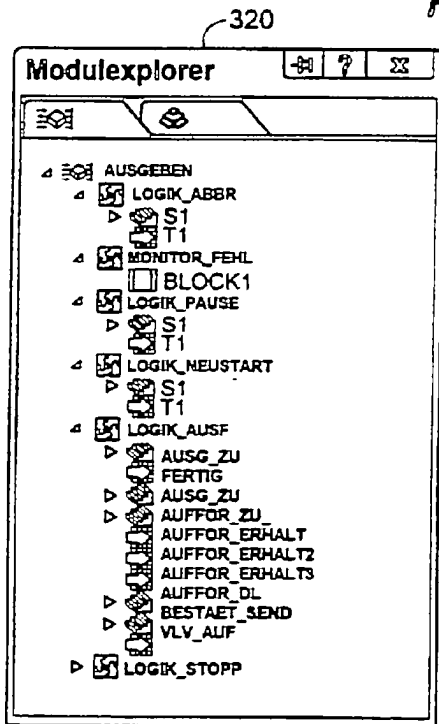 320
Modulexplorer
AUSGEBEN
LOGIK_ABBR
S1
T1
MONITOR_FEHL
BLOCK1
LOGIK_PAUSE
S1
T1
LOGIK_NEUSTART
S1
T1
LOGIK_AUSF
AUSG_ZU
FERTIG
AUSG_ZU
AUFFOR_ZU_
AUFFOR_ERHALT
AUFFOR_ERHALT2
AUFFOR_ERHALT3
AUFFOR_DL
BESTAET_SEND
VLV_AUF
LOGIK_STOPP